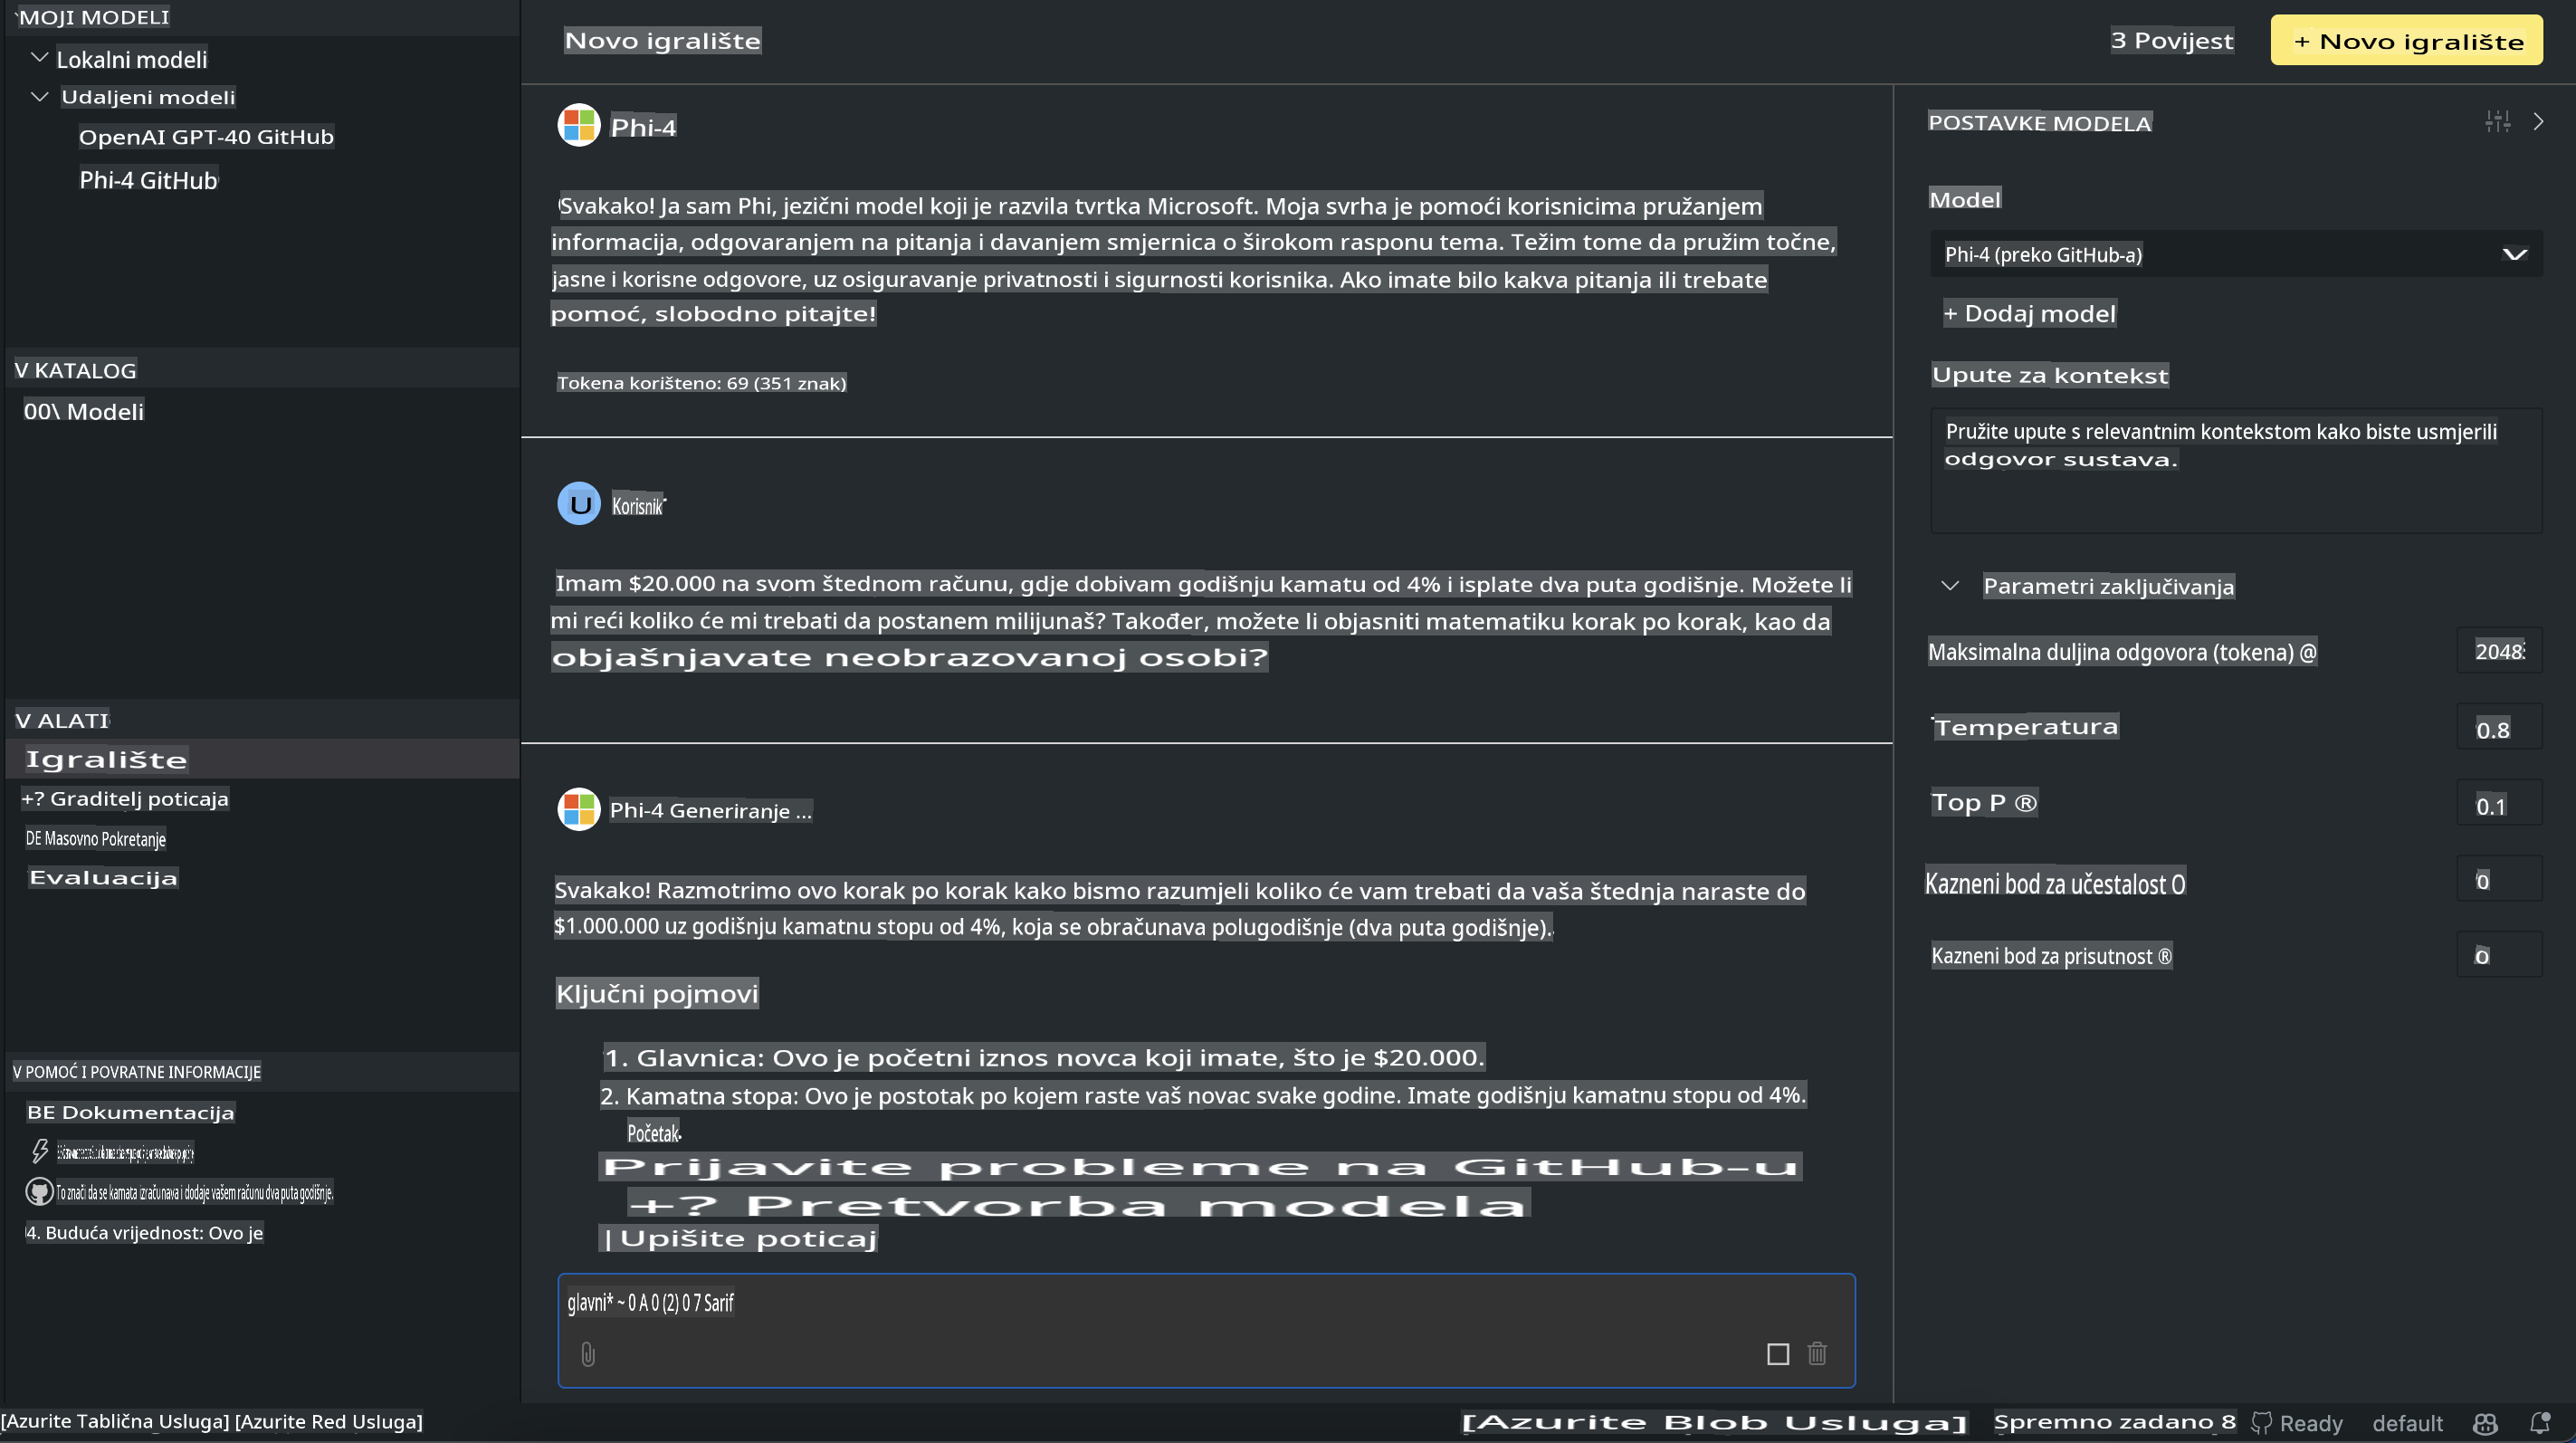 MOJI MODELI
Lokalni modeli
Udaljeni modeli
OpenAI GPT-40 GitHub
Phi-4 GitHub
V KATALOG
00\ Modeli
V ALATI
Igralište
+? Graditelj poticaja
DE Masovno Pokretanje
Evaluacija
V POMOĆ I POVRATNE INFORMACIJE
BE Dokumentacija
To znači da se kamata izračunava i dodaje vašem računu dva puta godišnje.
4. Buduća vrijednost: Ovo je
Novo igralište
3 Povijest
+ Novo igralište
Phi-4
Svakako! Ja sam Phi, jezični model koji je razvila tvrtka Microsoft. Moja svrha je pomoći korisnicima pružanjem
informacija, odgovaranjem na pitanja i davanjem smjernica o širokom rasponu tema. Težim tome da pružim točne,
jasne i korisne odgovore, uz osiguravanje privatnosti i sigurnosti korisnika. Ako imate bilo kakva pitanja ili trebate
pomoć, slobodno pitajte!
Tokena korišteno: 69 (351 znak)
U Korisnik
Imam $20.000 na svom štednom računu, gdje dobivam godišnju kamatu od 4% i isplate dva puta godišnje. Možete li
mi reći koliko će mi trebati da postanem milijunaš? Također, možete li objasniti matematiku korak po korak, kao da
objašnjavate neobrazovanoj osobi?
Phi-4 Generiranje ...
Svakako! Razmotrimo ovo korak po korak kako bismo razumjeli koliko će vam trebati da vaša štednja naraste do
$1.000.000 uz godišnju kamatnu stopu od 4%, koja se obračunava polugodišnje (dva puta godišnje).
Ključni pojmovi
1. Glavnica: Ovo je početni iznos novca koji imate, što je $20.000.
2. Kamatna stopa: Ovo je postotak po kojem raste vaš novac svake godine. Imate godišnju kamatnu stopu od 4%.
Početak
Prijavite probleme na GitHub-u
+? Pretvorba modela
|Upišite poticaj
glavni* ~ 0 A 0 (2) 0 7 Sarif
POSTAVKE MODELA
Model
Phi-4 (preko GitHub-a)
+ Dodaj model
Upute za kontekst
Pružite upute s relevantnim kontekstom kako biste usmjerili
odgovor sustava.
Parametri zaključivanja
Maksimalna duljina odgovora (tokena) @ 2048
Temperatura 0.8
Top P ® 0.1
Kazneni bod za učestalost O 0
Kazneni bod za prisutnost ® o
[Azurite Tablična Usluga] [Azurite Red Usluga]
[Azurite Blob Usluga]
Spremno zadano 8
Ready
default